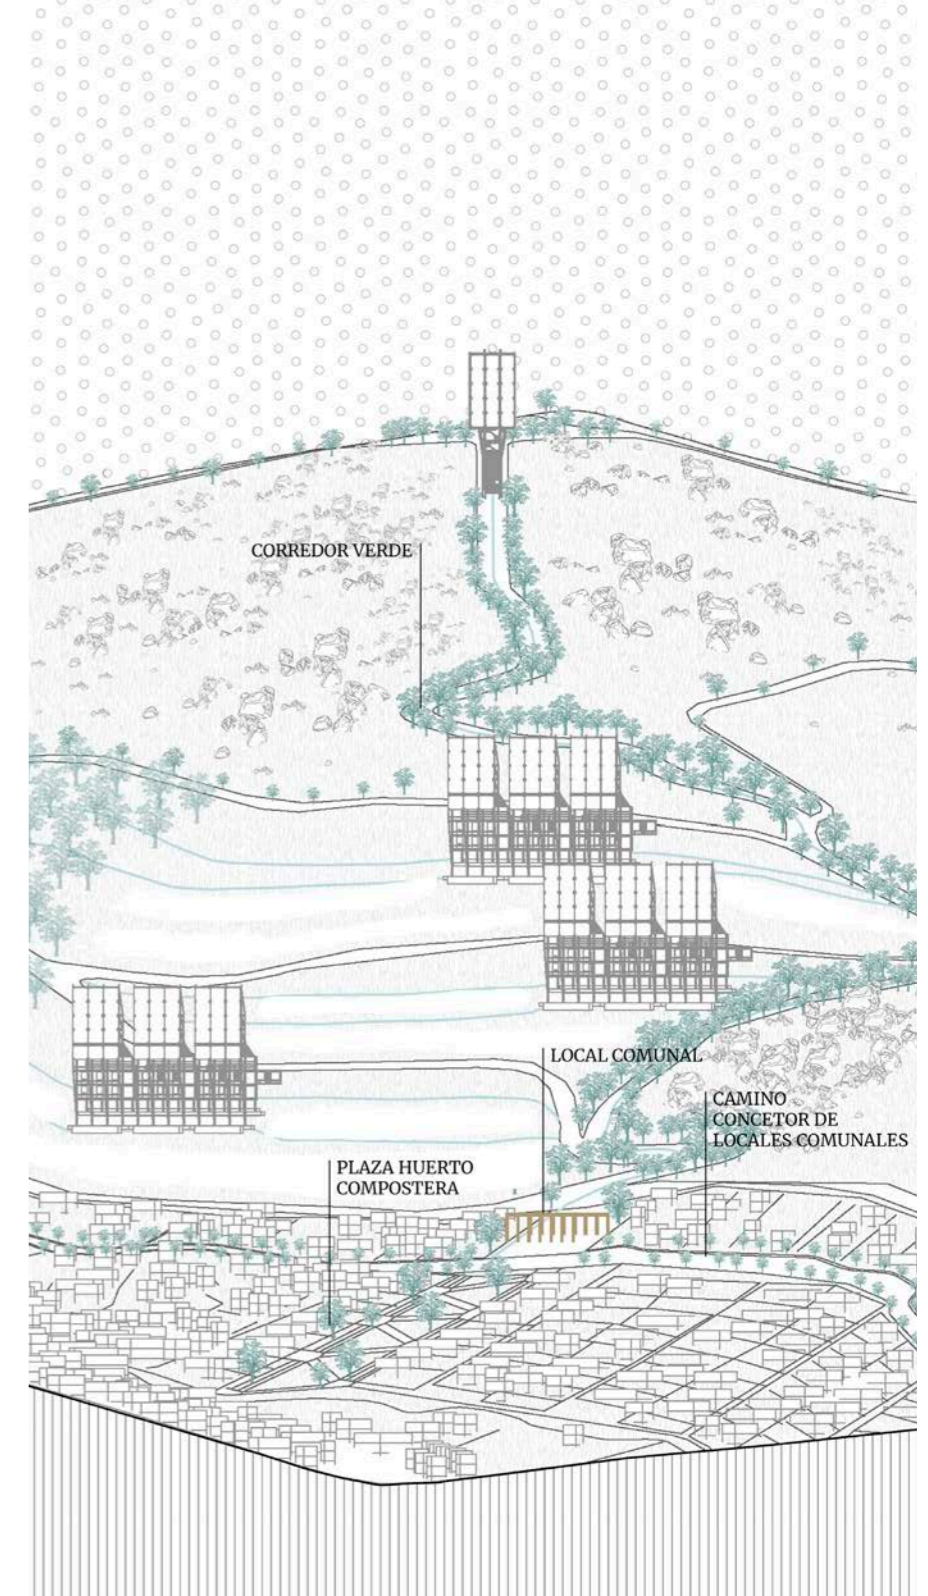 CORREDOR VERDE
LOCAL COMUNAL
CAMINO
CONCETOR DE
LOCALES COMUNALES
PLAZA HUERTO
COMPOSTERA